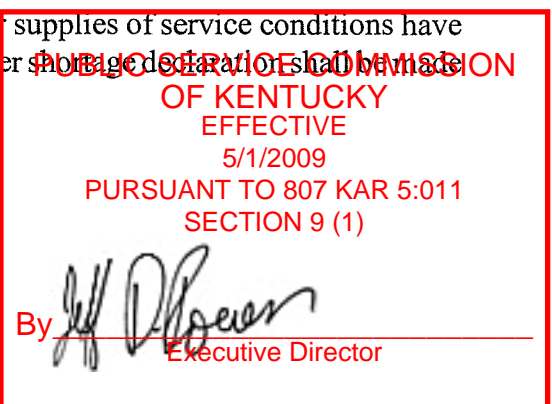 r supplies of service conditions have
er shortage declaration shall be made
PUBLIC SERVICE COMMISSION
OF KENTUCKY
EFFECTIVE
5/1/2009
PURSUANT TO 807 KAR 5:011
SECTION 9 (1)
By
Executive Director